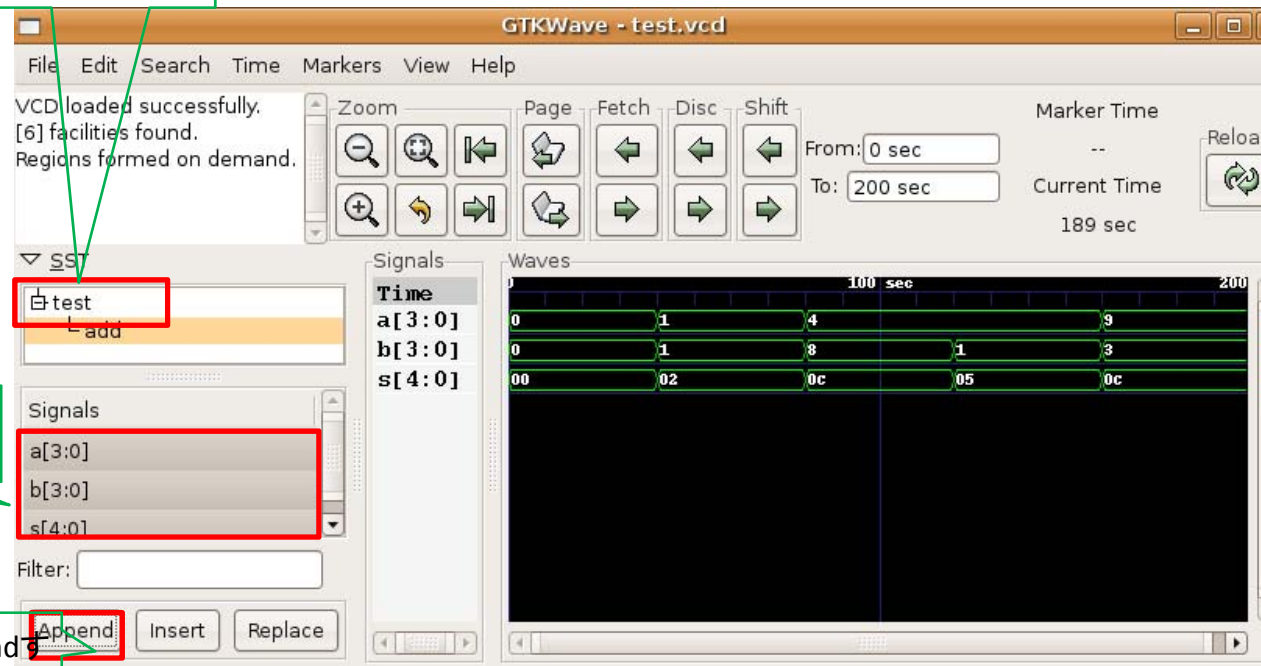 GTKWave - test.vcd
File Edit Search Time Markers View Help
VCD loaded successfully.
[6] facilities found.
Regions formed on demand.
Zoom Page Fetch Disc Shift
From: 0 sec
To: 200 sec
Marker Time
--
Current Time
189 sec
Reloa
SST
test
add
Signals
a[3:0]
b[3:0]
s[4:0]
Filter:
Append Insert Replace
ndす
Signals
Time
a[3:0]
b[3:0]
s[4:0]
Waves
100 sec 200
0 1 4 9
0 1 8 1 3
00 02 0c 05 0c